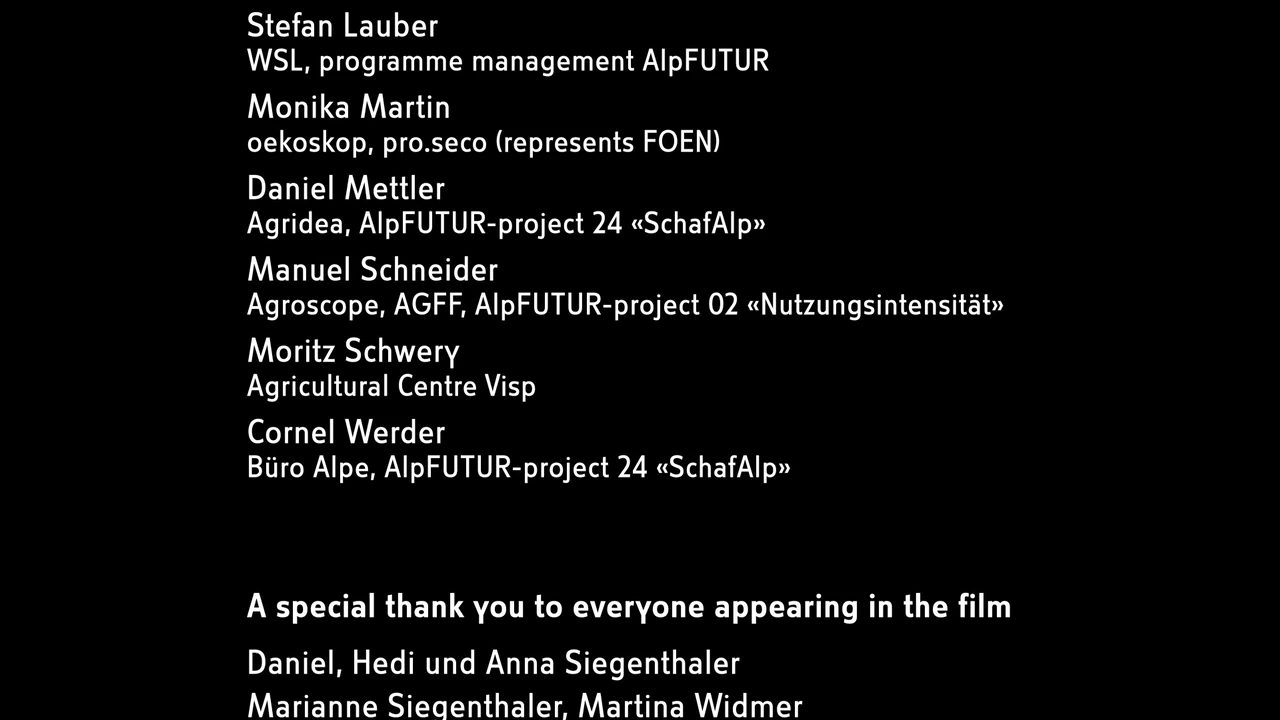 Stefan Lauber
WSL, programme management AlpFUTUR
Monika Martin
oekoskop, pro.seco (represents FOEN)
Daniel Mettler
Agridea, AlpFUTUR-project 24 «SchafAlp»
Manuel Schneider
Agroscope, AGFF, AlpFUTUR-project 02 «Nutzungsintensität»
Moritz Schwery
Agricultural Centre Visp
Cornel Werder
Büro Alpe, AlpFUTUR-project 24 «SchafAlp»
A special thank you to everyone appearing in the film
Daniel, Hedi und Anna Siegenthaler
Marianne Siegenthaler, Martina Widmer